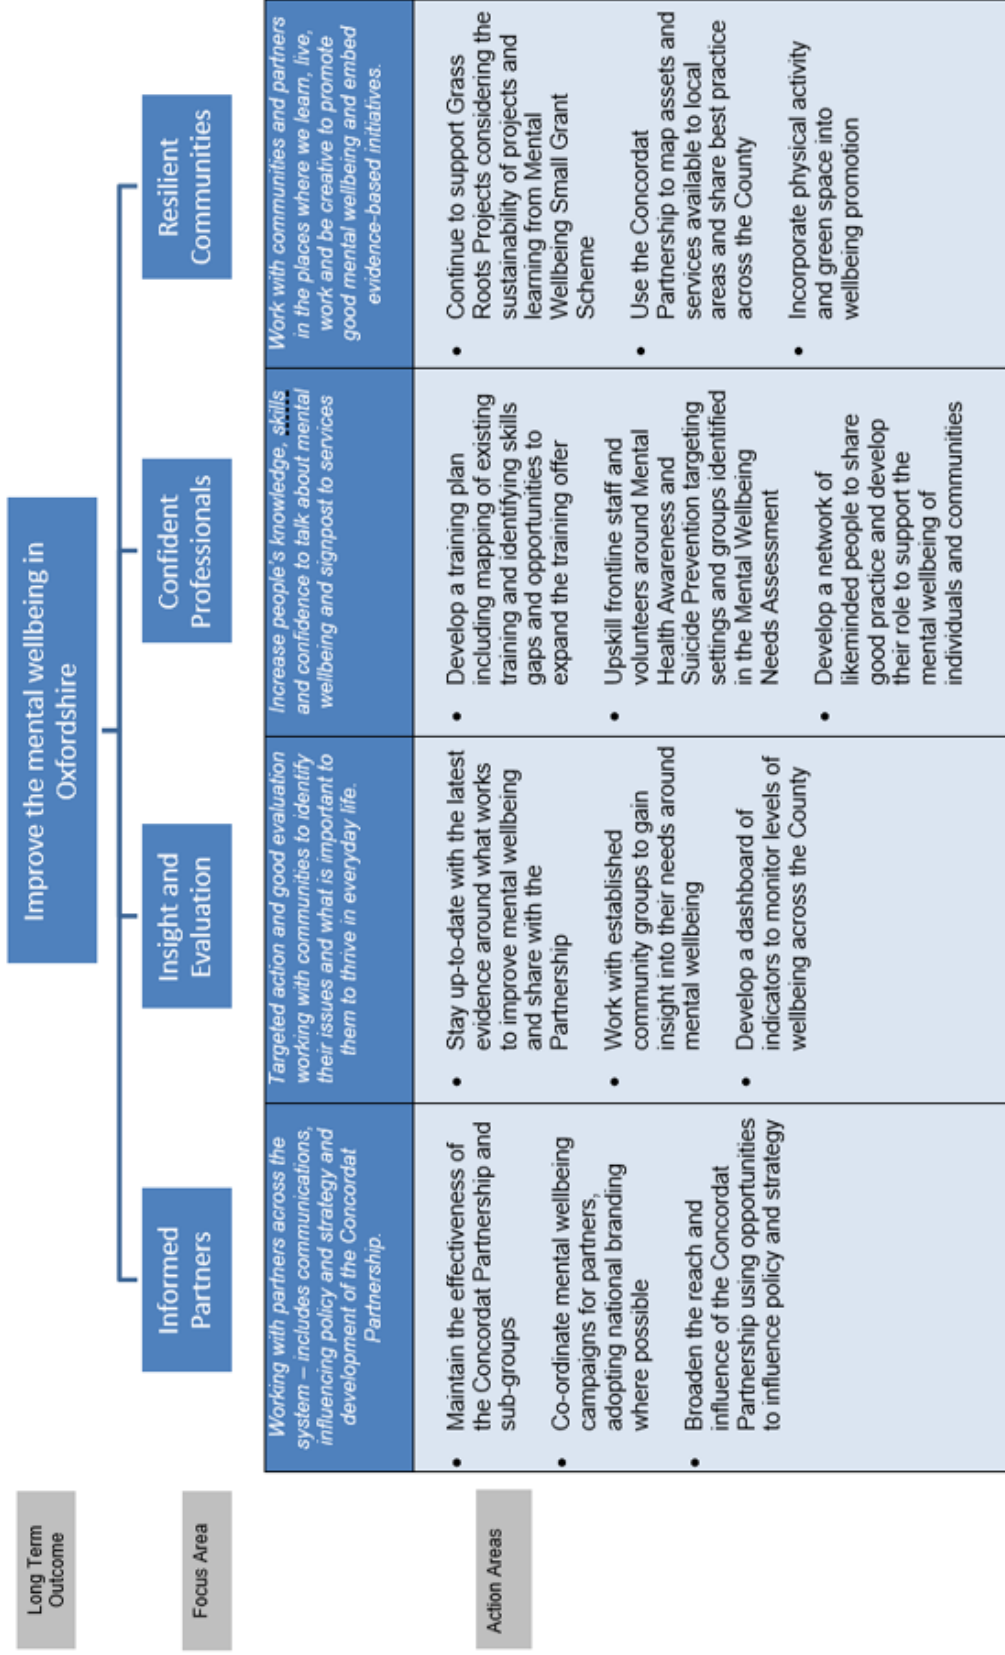 Long Term
Outcome
Improve the mental wellbeing in
Oxfordshire
Focus Area
Informed
Partners
Insight and
Evaluation
Confident
Professionals
Resilient
Communities
Working with partners across the
system – includes communications,
influencing policy and strategy and
development of the Concordat
Partnership.
Targeted action and good evaluation
working with communities to identify
their issues and what is important to
them to thrive in everyday life.
Increase people's knowledge, skills
and confidence to talk about mental
wellbeing and signpost to services
Work with communities and partners
in the places where we learn, live,
work and be creative to promote
good mental wellbeing and embed
evidence-based initiatives.
Action Areas
• Maintain the effectiveness of
the Concordat Partnership and
sub-groups
• Co-ordinate mental wellbeing
campaigns for partners,
adopting national branding
where possible
• Broaden the reach and
influence of the Concordat
Partnership using opportunities
to influence policy and strategy
• Stay up-to-date with the latest
evidence around what works
to improve mental wellbeing
and share with the
Partnership
• Work with established
community groups to gain
insight into their needs around
mental wellbeing
• Develop a dashboard of
indicators to monitor levels of
wellbeing across the County
• Develop a training plan
including mapping of existing
training and identifying skills
gaps and opportunities to
expand the training offer
• Upskill frontline staff and
volunteers around Mental
Health Awareness and
Suicide Prevention targeting
settings and groups identified
in the Mental Wellbeing
Needs Assessment
• Develop a network of
likeminded people to share
good practice and develop
their role to support the
mental wellbeing of
individuals and communities
• Continue to support Grass
Roots Projects considering the
sustainability of projects and
learning from Mental
Wellbeing Small Grant
Scheme
• Use the Concordat
Partnership to map assets and
services available to local
areas and share best practice
across the County
• Incorporate physical activity
and green space into
wellbeing promotion